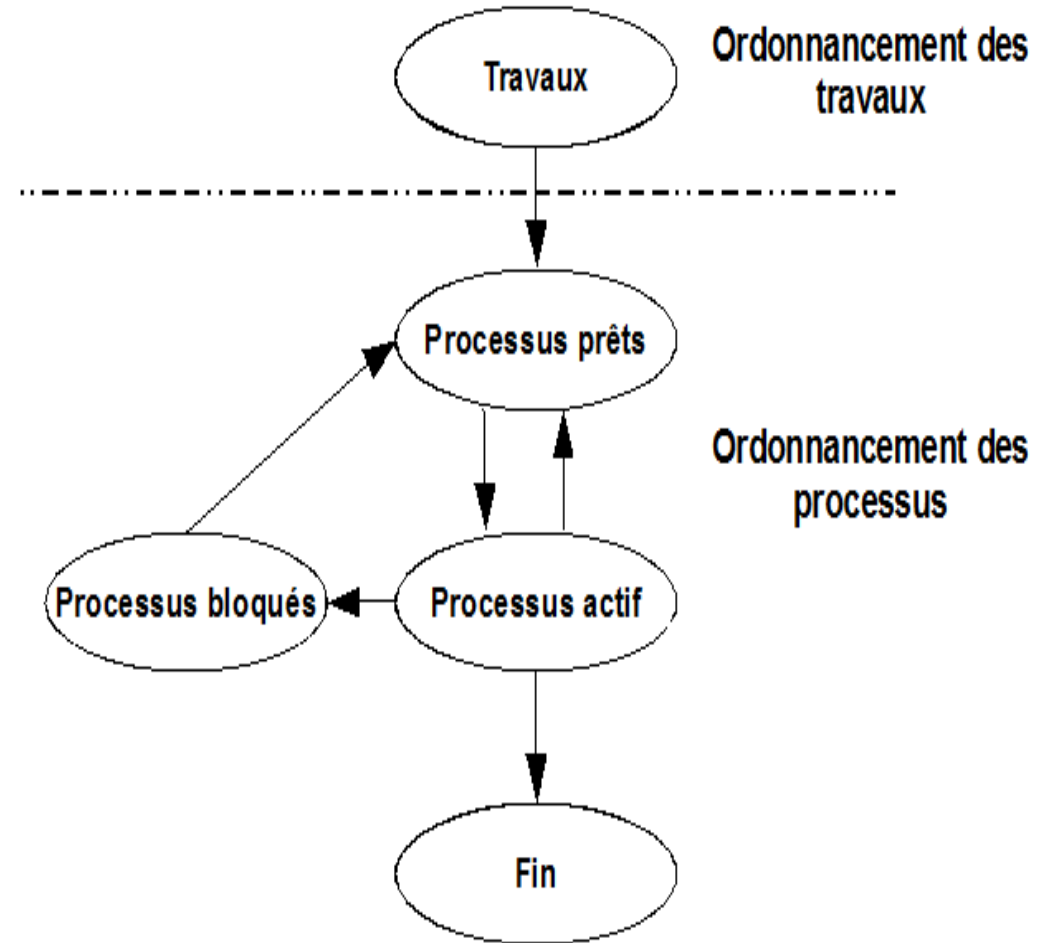 Travaux
Ordonnancement des
travaux
Processus prêts
Ordonnancement des
processus
Processus bloqués
Processus actif
Fin